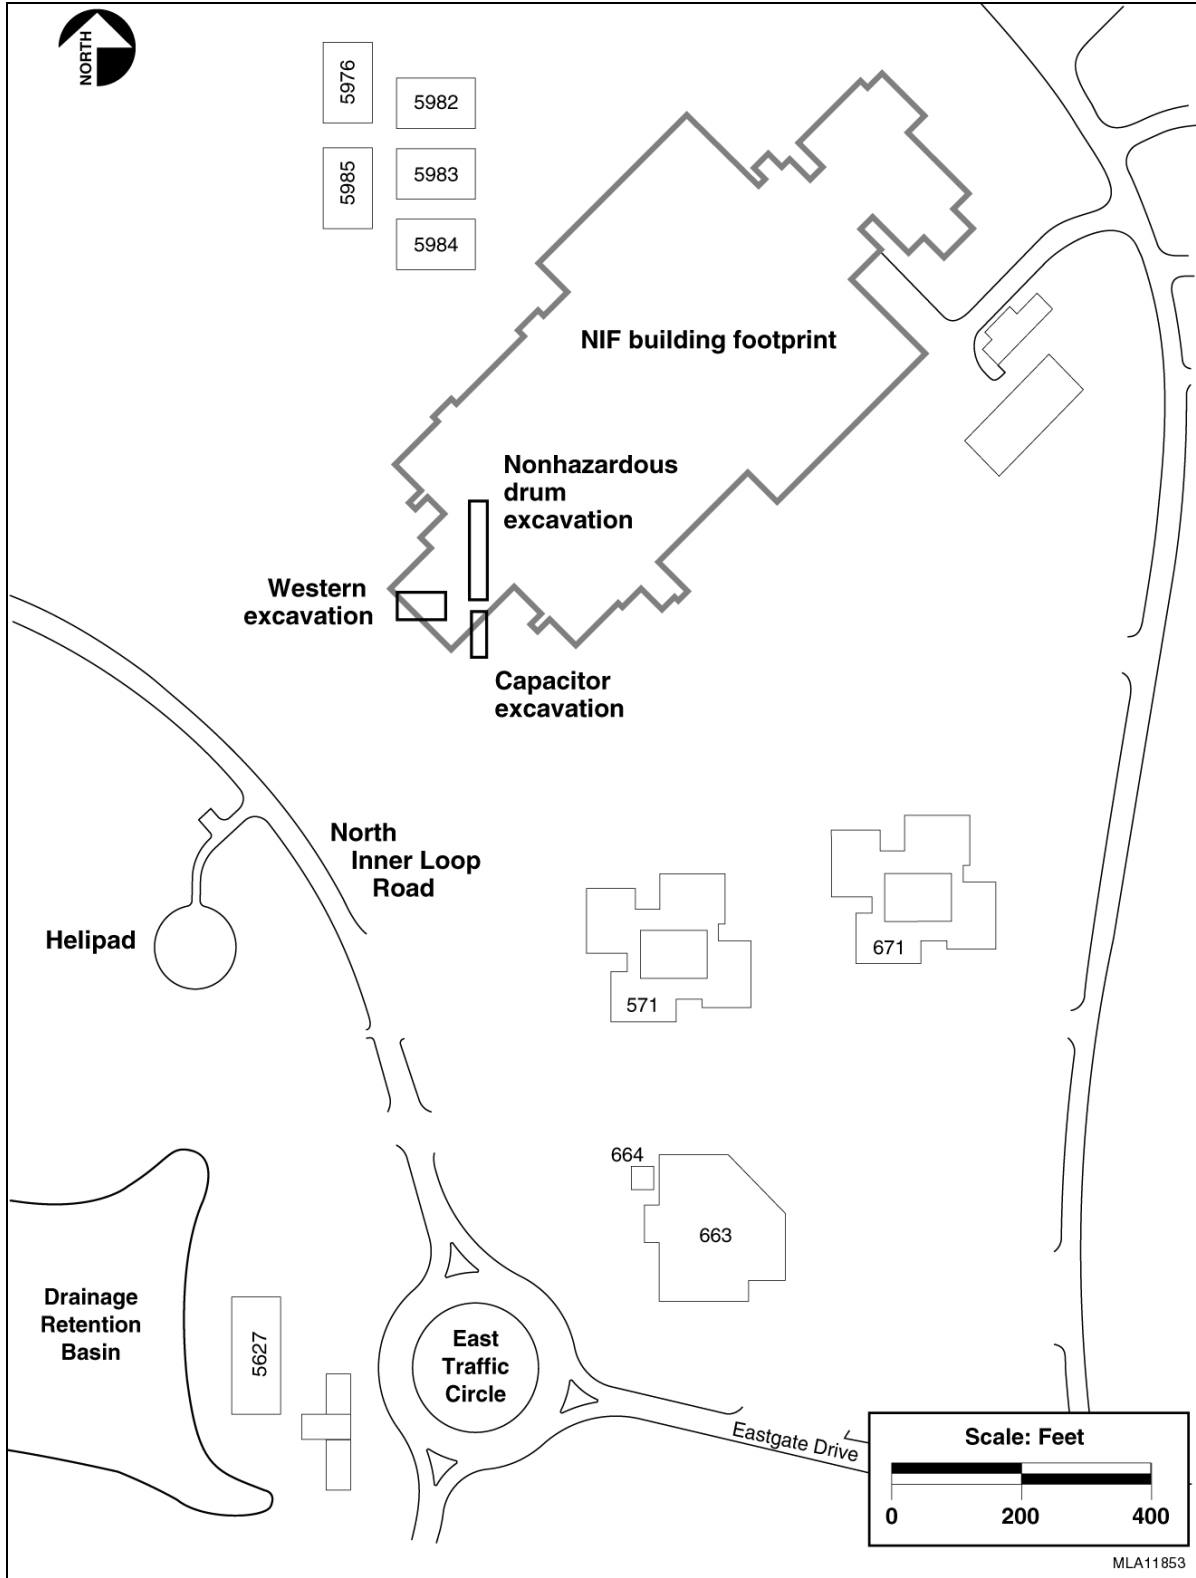 NORTH
5976
5982
5985
5983
5984
NIF building footprint
Nonhazardous
drum
excavation
Western
excavation
Capacitor
excavation
North
Inner Loop
Road
Helipad
671
571
664
663
Drainage
Retention
Basin
5627
East
Traffic
Circle
Eastgate Drive
Scale: Feet
0 200 400
MLA11853